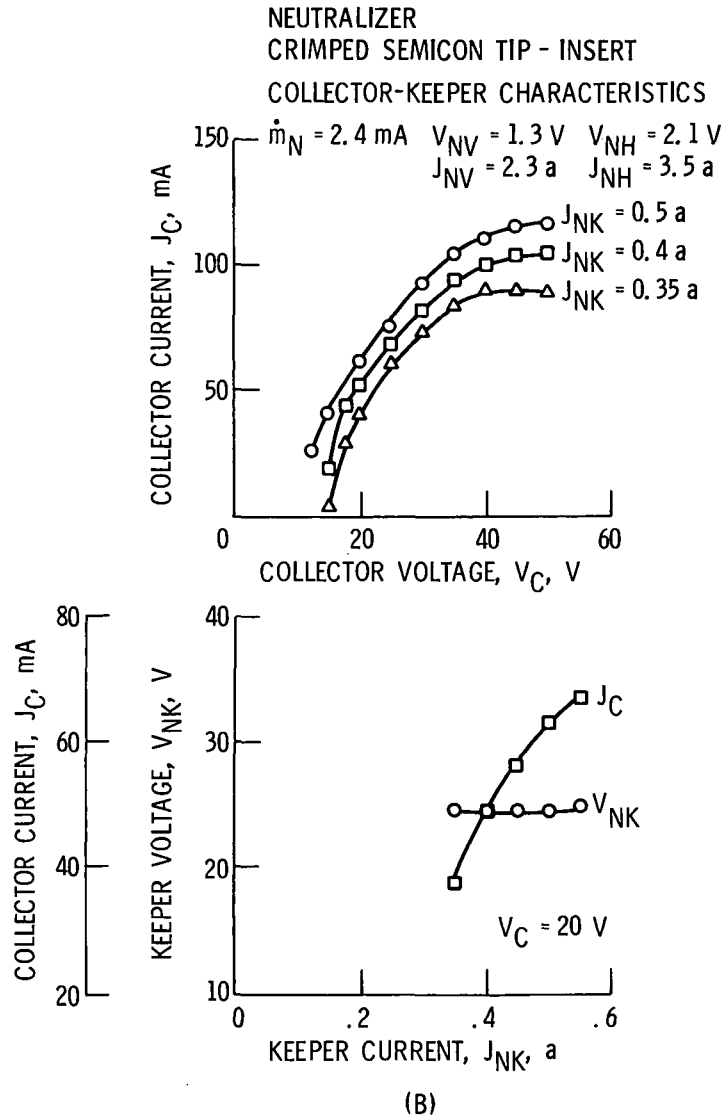 NEUTRALIZER
CRIMPED SEMICON TIP - INSERT
COLLECTOR-KEEPER CHARACTERISTICS
ṁN = 2.4 mA VNV = 1.3 V VNH = 2.1 V
JNV = 2.3 a JNH = 3.5 a
JNK = 0.5 a
JNK = 0.4 a
JNK = 0.35 a
COLLECTOR CURRENT, JC, mA
150
100
50
0
0 20 40 60
COLLECTOR VOLTAGE, VC, V
COLLECTOR CURRENT, JC, mA
80
60
40
20
KEEPER VOLTAGE, VNK, V
40
30
20
10
JC
VNK
VC = 20 V
0 .2 .4 .6
KEEPER CURRENT, JNK, a
(B)